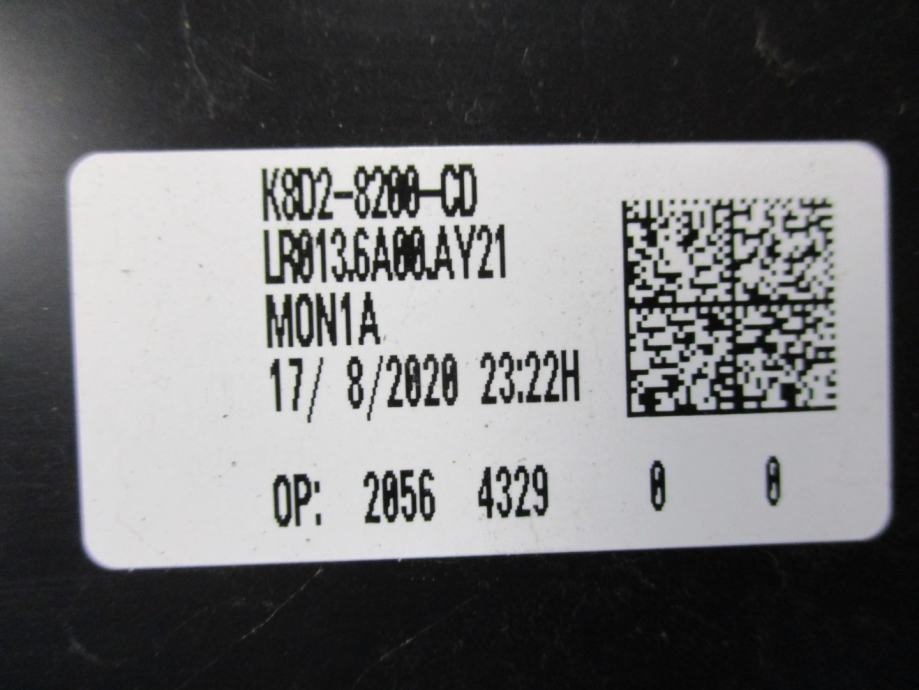 K8D2-8200-CD
LR013.6A00.AY21
MON1A
17/ 8/2020 23:22H
OP: 2056 4329 0 0